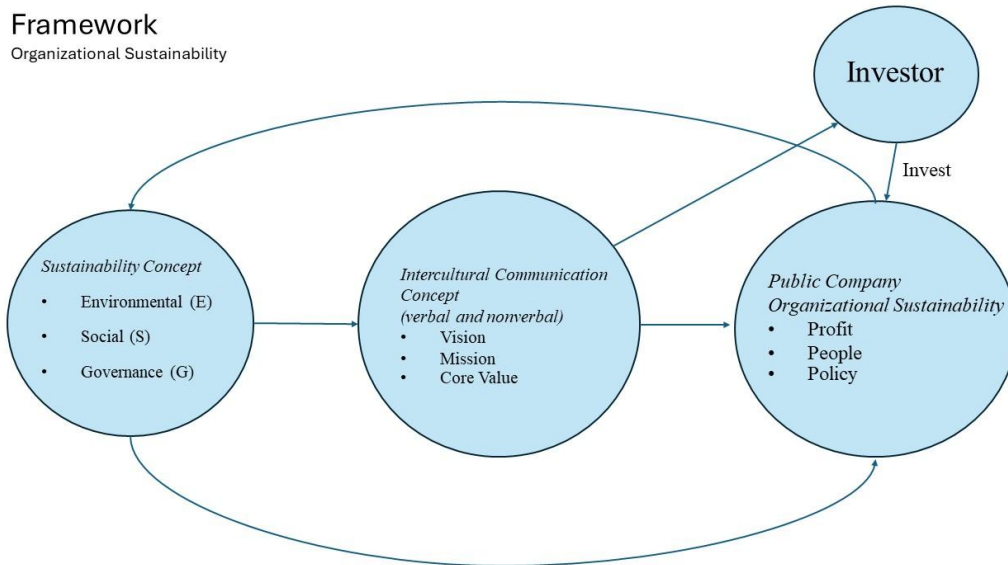 Framework
Organizational Sustainability
Investor
Invest
Sustainability Concept
• Environmental (E)
• Social (S)
• Governance (G)
Intercultural Communication
Concept
(verbal and nonverbal)
• Vision
• Mission
• Core Value
Public Company
Organizational Sustainability
• Profit
• People
• Policy